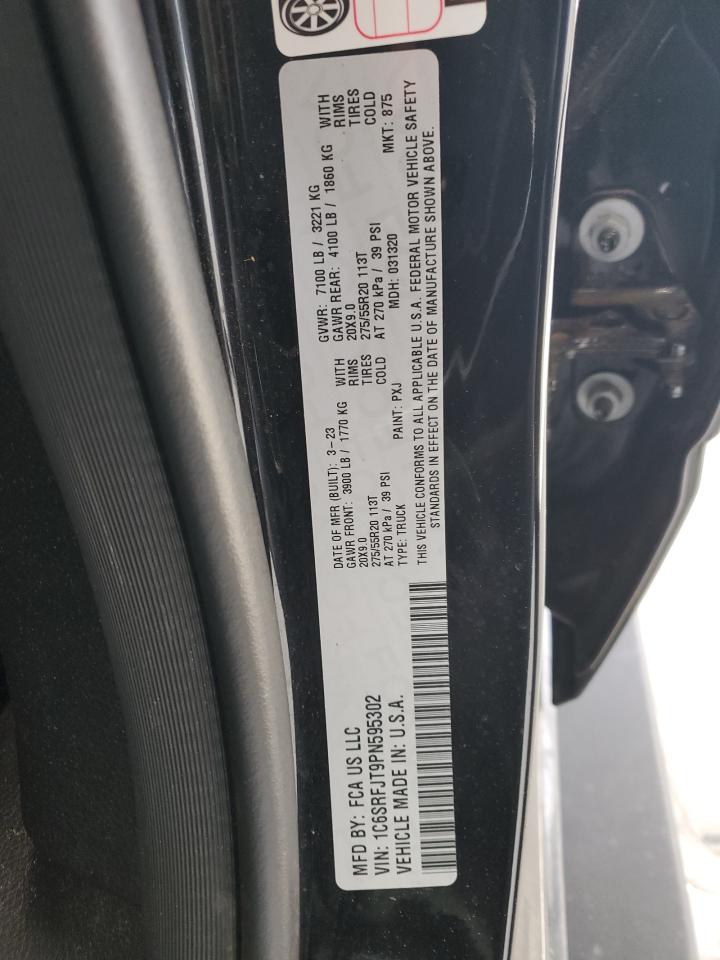 MFD BY: FCA US LLC
VIN: 1C6SRFJT9PN595302
VEHICLE MADE IN: U.S.A.
DATE OF MFR (BUILT): 3-23 GVWR: 7100 LB / 3221 KG
GAWR FRONT: 3900 LB / 1770 KG WITH GAWR REAR: 4100 LB / 1860 KG WITH
20X9.0 RIMS 20X9.0 RIMS
275/55R20 113T TIRES 275/55R20 113T TIRES
AT 270 kPa / 39 PSI COLD AT 270 kPa / 39 PSI COLD
TYPE: TRUCK PAINT: PXJ MDH: 031320 MKT: 875
THIS VEHICLE CONFORMS TO ALL APPLICABLE U.S.A. FEDERAL MOTOR VEHICLE SAFETY
STANDARDS IN EFFECT ON THE DATE OF MANUFACTURE SHOWN ABOVE.